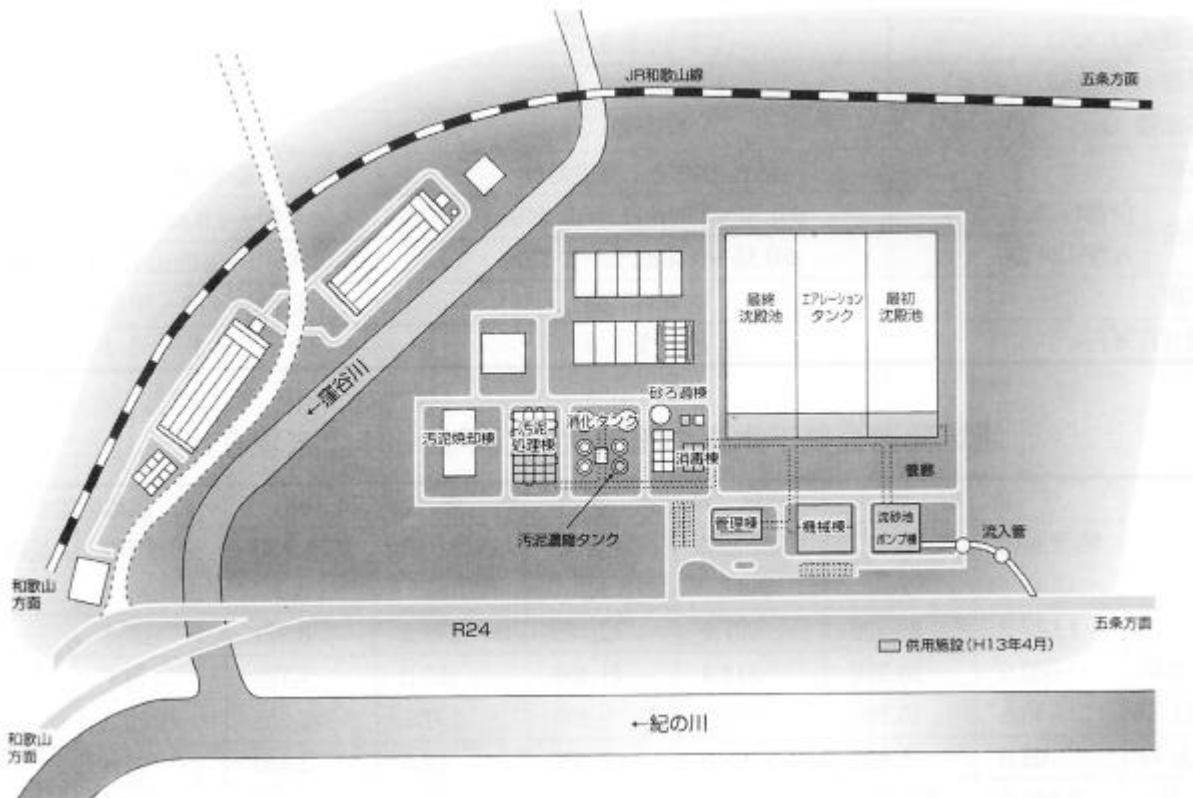 JR和歌山線
五条方面
最終
沈殿池
エアレーション
タンク
最初
沈殿池
砂ろ過棟
汚泥焼却棟
汚泥
処理棟
消化タンク
消毒棟
管廊
汚泥濃縮タンク
管理棟
機械棟
沈砂池
ポンプ棟
流入管
和歌山
方面
R24
五条方面
供用施設(H13年4月)
←紀の川
和歌山
方面